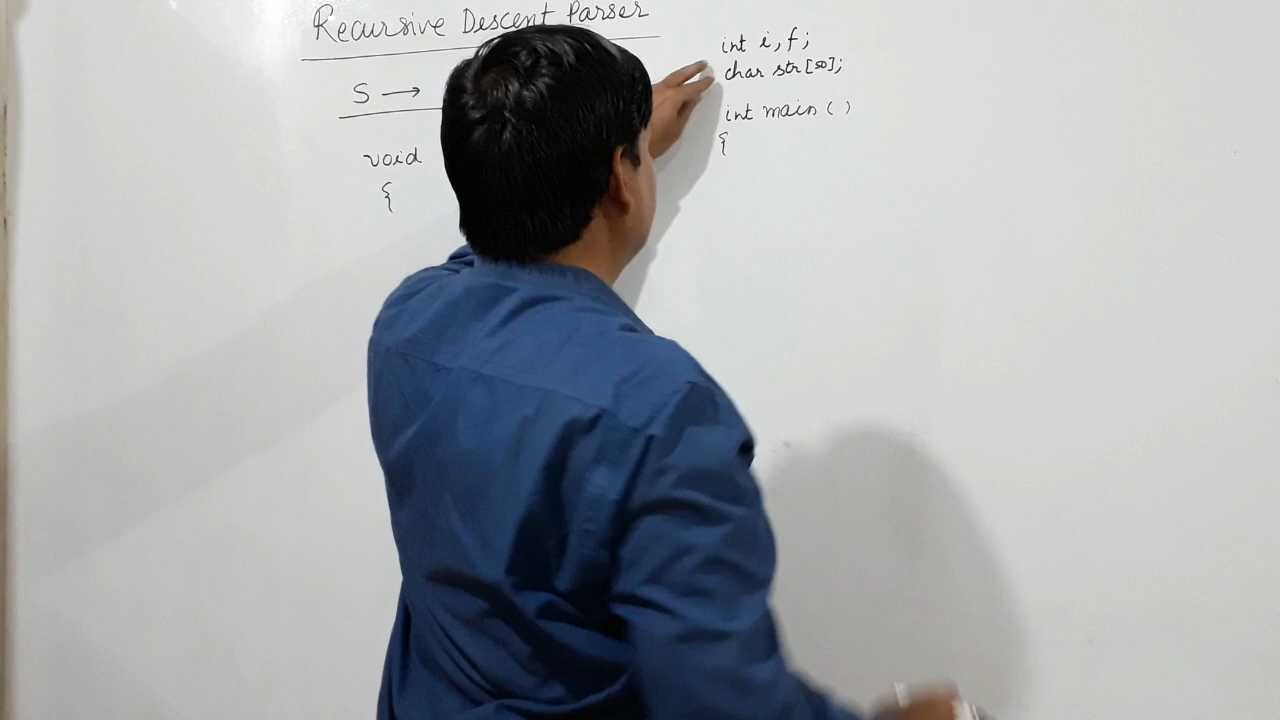 Recursive Descent Parser
S →
void
{
int i, f;
char str[50];
int main ( )
{